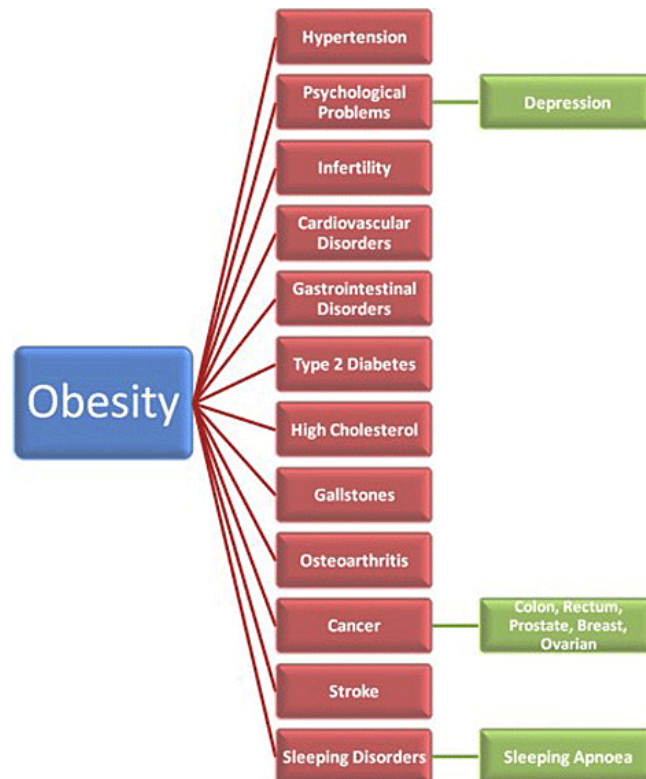 Hypertension
Psychological
Problems
Depression
Infertility
Cardiovascular
Disorders
Gastrointestinal
Disorders
Type 2 Diabetes
Obesity
High Cholesterol
Gallstones
Osteoarthritis
Cancer
Colon, Rectum,
Prostate, Breast,
Ovarian
Stroke
Sleeping Disorders
Sleeping Apnoea